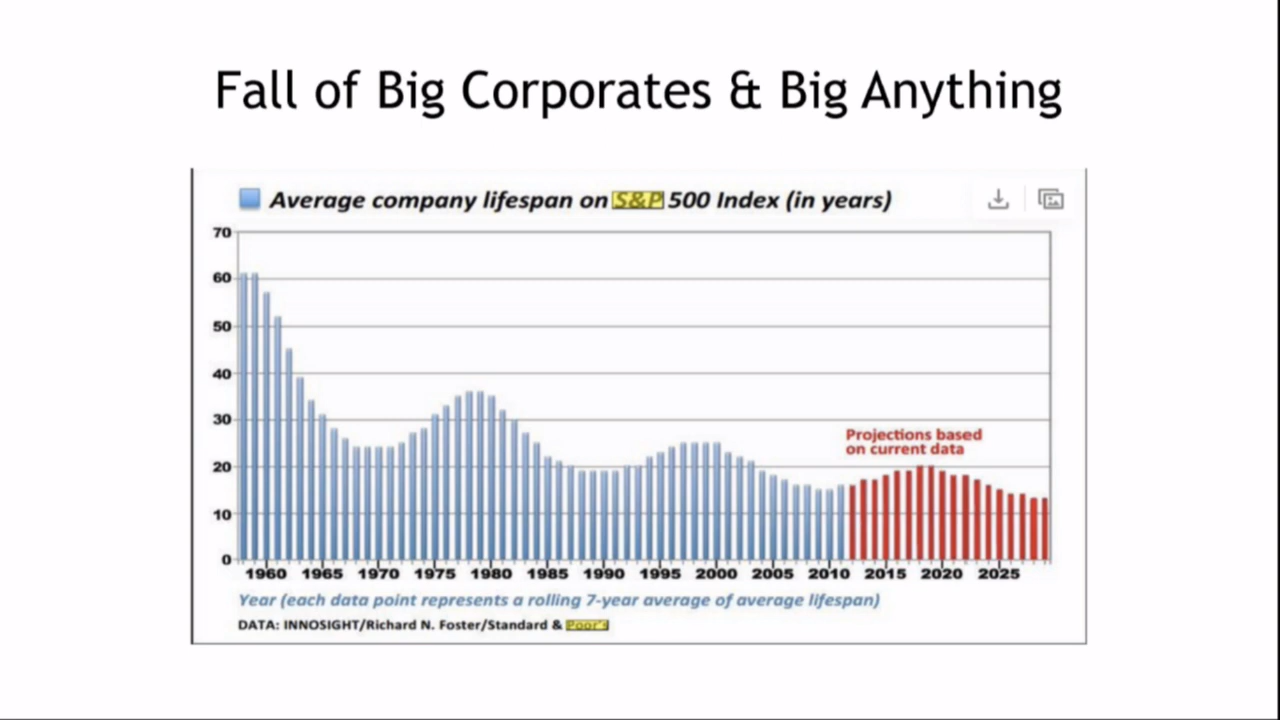 Fall of Big Corporates & Big Anything
Average company lifespan on S&P 500 Index (in years)
70
60
50
40
30
20
10
0
Projections based
on current data
1960 1965 1970 1975 1980 1985 1990 1995 2000 2005 2010 2015 2020 2025
Year (each data point represents a rolling 7-year average of average lifespan)
DATA: INNOSIGHT/Richard N. Foster/Standard & Poor's